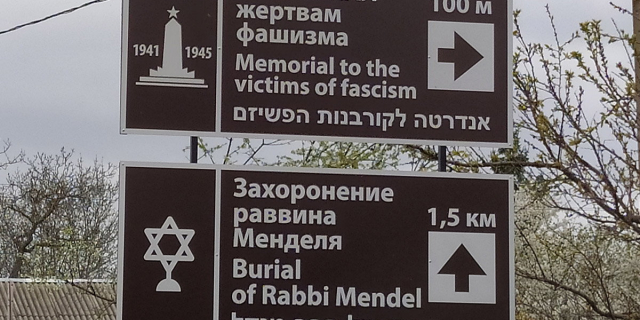 жертвам
фашизма
100 м
1941 1945
Memorial to the
victims of fascism
אנדרטה לקורבנות הפשיזם
Захоронение
раввина
Менделя
1,5 км
Burial
of Rabbi Mendel